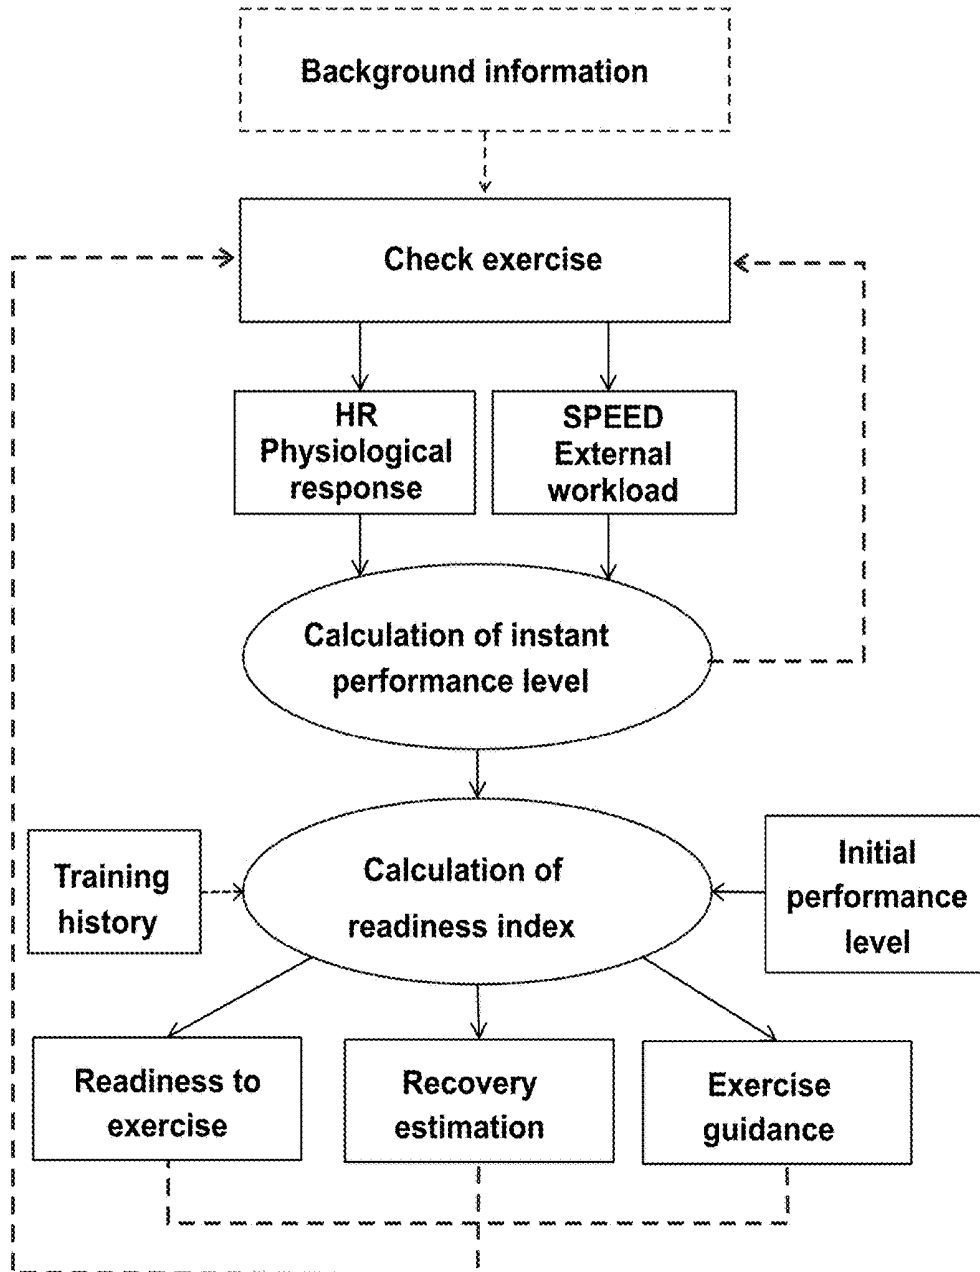 Background information
Check exercise
HR
Physiological
response
SPEED
External
workload
Calculation of instant
performance level
Training
history
Calculation of
readiness index
Initial
performance
level
Readiness to
exercise
Recovery
estimation
Exercise
guidance